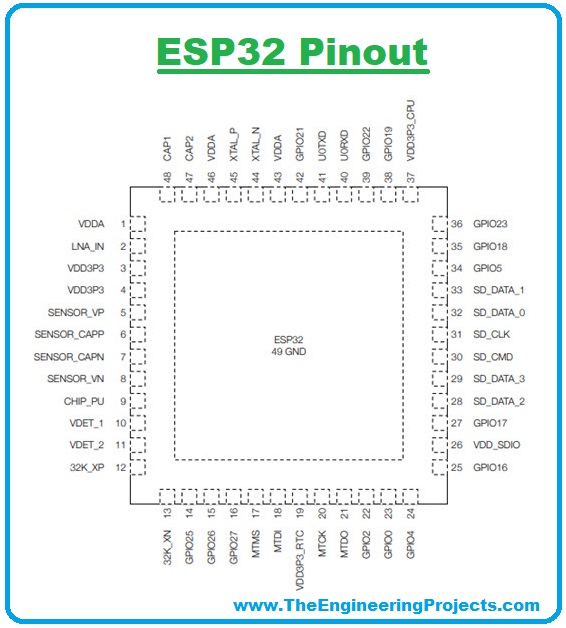 ESP32 Pinout
48 CAP1
47 CAP2
46 VDDA
45 XTAL_P
44 XTAL_N
43 VDDA
42 GPIO21
41 U0TXD
40 U0RXD
39 GPIO22
38 GPIO19
37 VDD3P3_CPU
VDDA 1
LNA_IN 2
VDD3P3 3
VDD3P3 4
SENSOR_VP 5
SENSOR_CAPP 6
SENSOR_CAPN 7
SENSOR_VN 8
CHIP_PU 9
VDET_1 10
VDET_2 11
32K_XP 12
ESP32
49 GND
36 GPIO23
35 GPIO18
34 GPIO5
33 SD_DATA_1
32 SD_DATA_0
31 SD_CLK
30 SD_CMD
29 SD_DATA_3
28 SD_DATA_2
27 GPIO17
26 VDD_SDIO
25 GPIO16
32K_XN 13
GPIO25 14
GPIO26 15
GPIO27 16
MTMS 17
MTDI 18
VDD3P3_RTC 19
MTCK 20
MTDO 21
GPIO2 22
GPIO0 23
GPIO4 24
www.TheEngineeringProjects.com